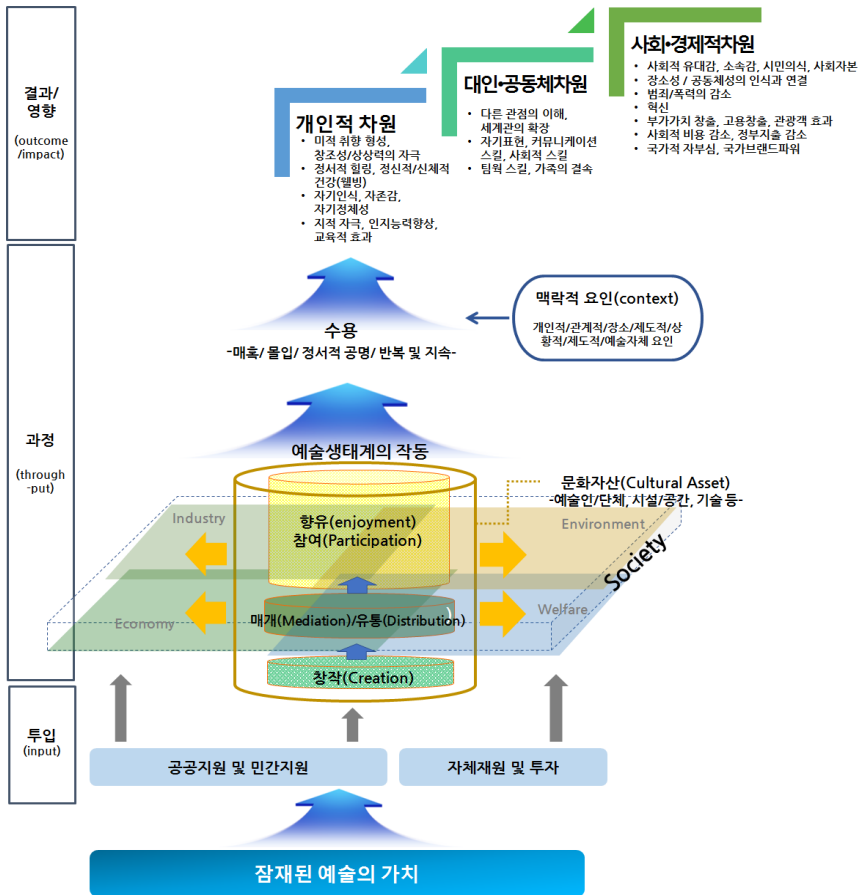 결과/
영향
(outcome
/impact)
사회•경제적차원
• 사회적 유대감, 소속감, 시민의식, 사회자본
• 장소성 / 공동체성의 인식과 연결
• 범죄/폭력의 감소
• 혁신
• 부가가치 창출, 고용창출, 관광객 효과
• 사회적 비용 감소, 정부지출 감소
• 국가적 자부심, 국가브랜드파워
대인•공동체차원
• 다른 관점의 이해,
세계관의 확장
• 자기표현, 커뮤니케이션
스킬, 사회적 스킬
• 팀웍 스킬, 가족의 결속
개인적 차원
• 미적 취향 형성,
창조성/상상력의 자극
• 정서적 힐링, 정신적/신체적
건강(웰빙)
• 자기인식, 자존감,
자기정체성
• 지적 자극, 인지능력향상,
교육적 효과
과정
(through
-put)
맥락적 요인(context)
개인적/관계적/장소/제도적/상
황적/제도적/예술자체 요인
수용
-매혹/ 몰입/ 정서적 공명/ 반복 및 지속-
예술생태계의 작동
문화자산(Cultural Asset)
-예술인/단체, 시설/공간, 기술 등-
Industry
향유(enjoyment)
참여(Participation)
Environment
Society
Economy
매개(Mediation)/유통(Distribution)
Welfare
창작(Creation)
투입
(input)
공공지원 및 민간지원
자체재원 및 투자
잠재된 예술의 가치